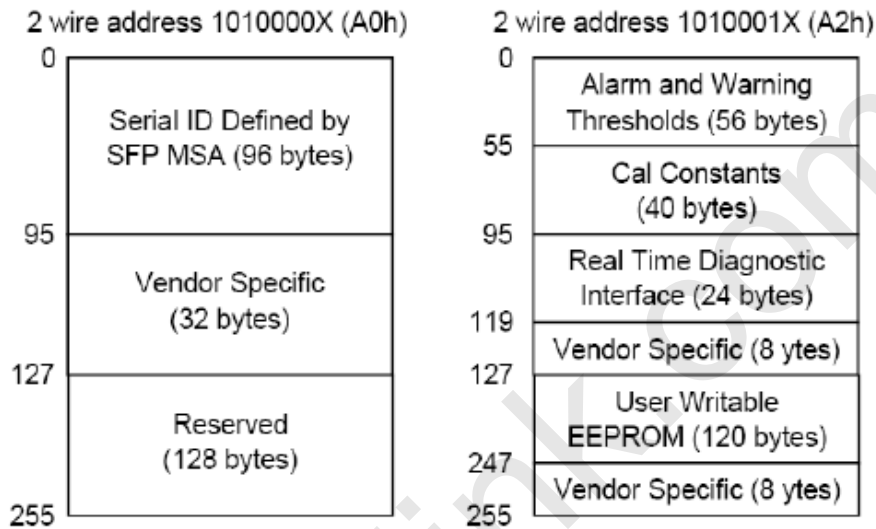 2 wire address 1010000X (A0h)
0
Serial ID Defined by
SFP MSA (96 bytes)
95
Vendor Specific
(32 bytes)
127
Reserved
(128 bytes)
255
2 wire address 1010001X (A2h)
0
Alarm and Warning
Thresholds (56 bytes)
55
Cal Constants
(40 bytes)
95
Real Time Diagnostic
Interface (24 bytes)
119
Vendor Specific (8 ytes)
127
User Writable
EEPROM (120 bytes)
247
Vendor Specific (8 ytes)
255
ink.com